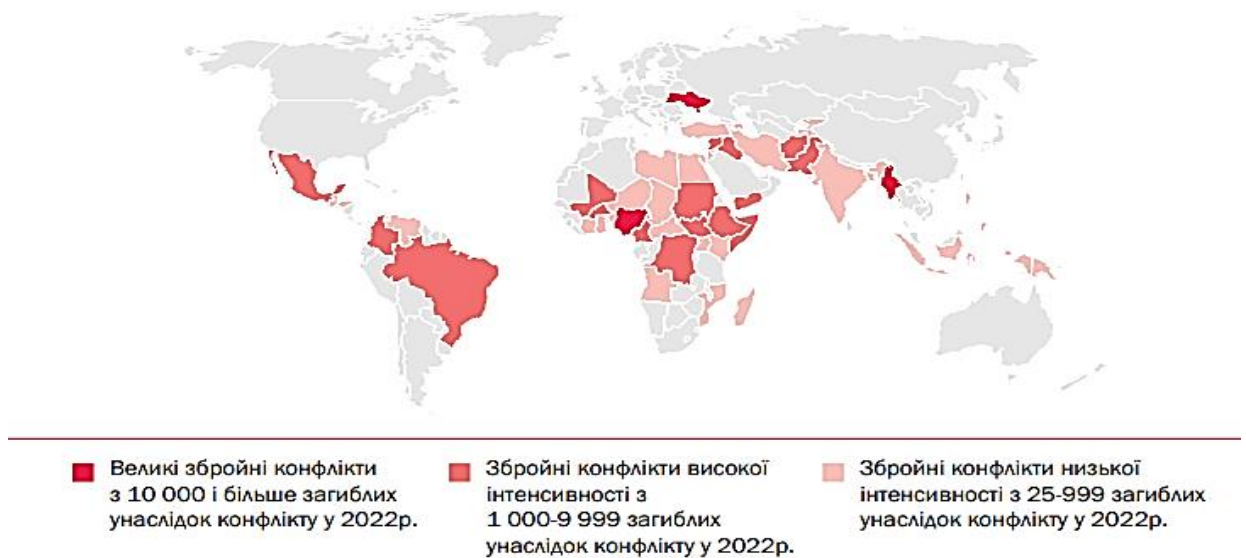 Великі збройні конфлікти
з 10 000 і більше загиблих
унаслідок конфлікту у 2022р.
Збройні конфлікти високої
інтенсивності з
1 000-9 999 загиблих
унаслідок конфлікту у 2022р.
Збройні конфлікти низької
інтенсивності з 25-999 загиблих
унаслідок конфлікту у 2022р.